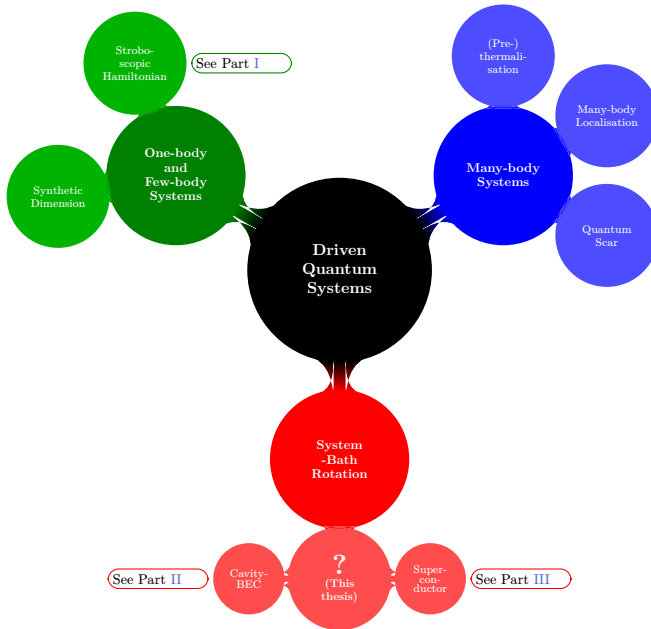 Strobo-
scopic
Hamiltonian
See Part I
Synthetic
Dimension
One-body
and
Few-body
Systems
(Pre-)
thermali-
sation
Many-body
Localisation
Many-body
Systems
Quantum
Scar
Driven
Quantum
Systems
System
-Bath
Rotation
See Part II
Cavity-
BEC
?
(This
thesis)
Super-
con-
ductor
See Part III